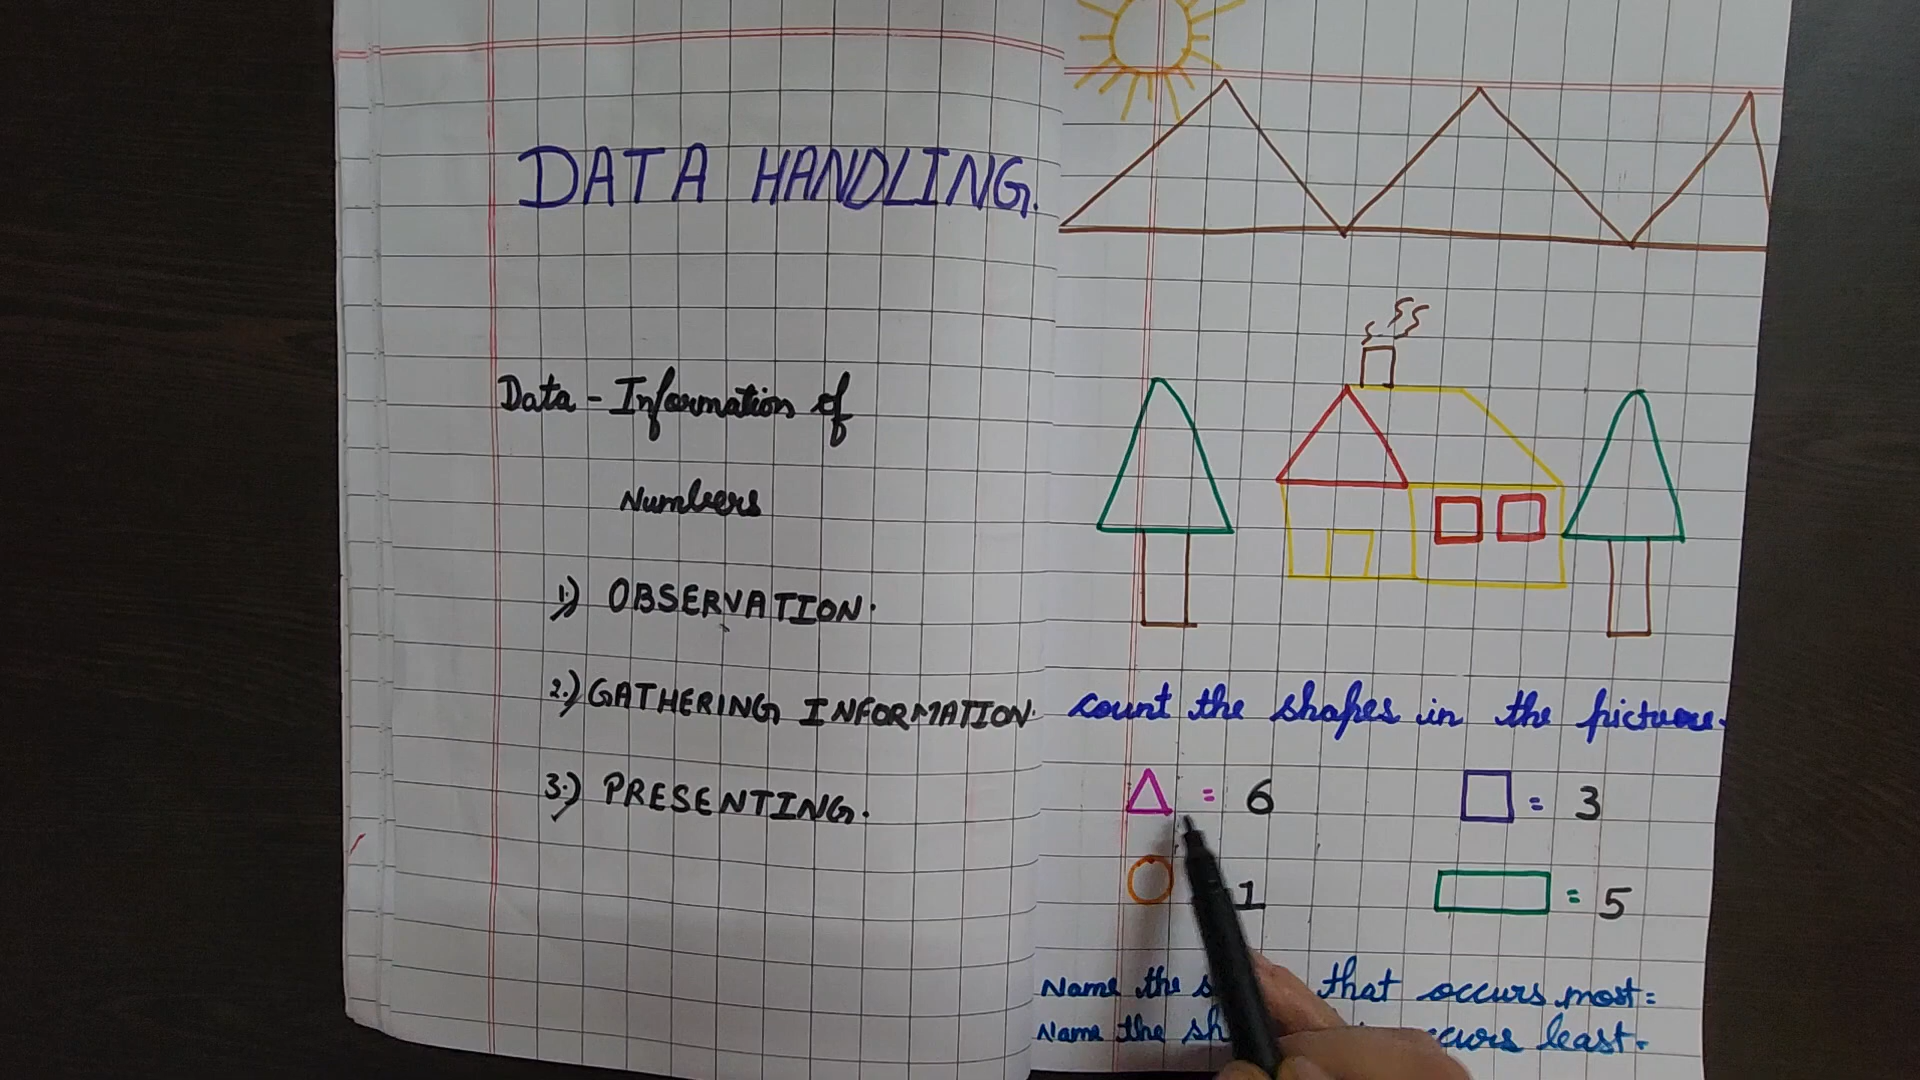 DATA HANDLING.
Data - Information of
Numbers
1.) OBSERVATION.
2.) GATHERING INFORMATION.
3.) PRESENTING.
count the shapes in the picture.
= 6
= 3
1
= 5
Name the that occurs most=
Name the least.